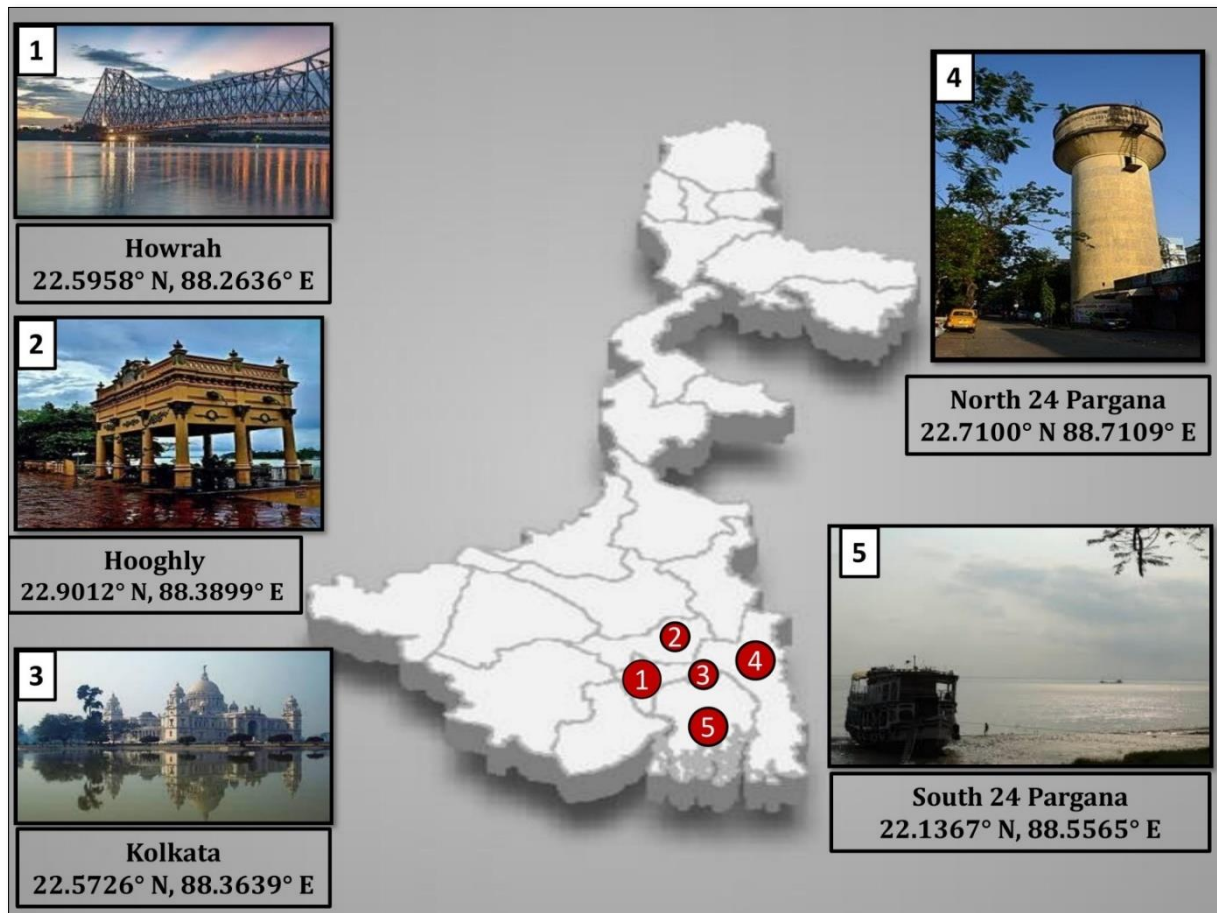 1
Howrah
22.5958° N, 88.2636° E
2
Hooghly
22.9012° N, 88.3899° E
3
Kolkata
22.5726° N, 88.3639° E
4
North 24 Pargana
22.7100° N 88.7109° E
5
South 24 Pargana
22.1367° N, 88.5565° E
2
1
3
4
5